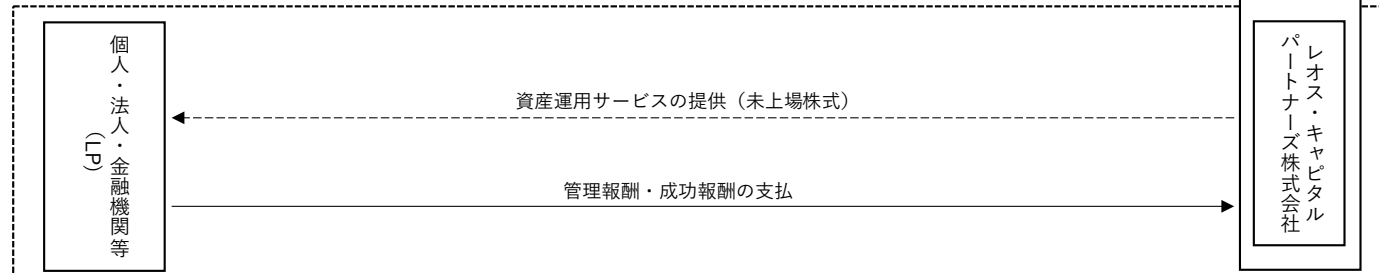 個人・法人・金融機関等
(LP)
資産運用サービスの提供（未上場株式）
管理報酬・成功報酬の支払
レオス・キャピタル
パートナーズ株式会社